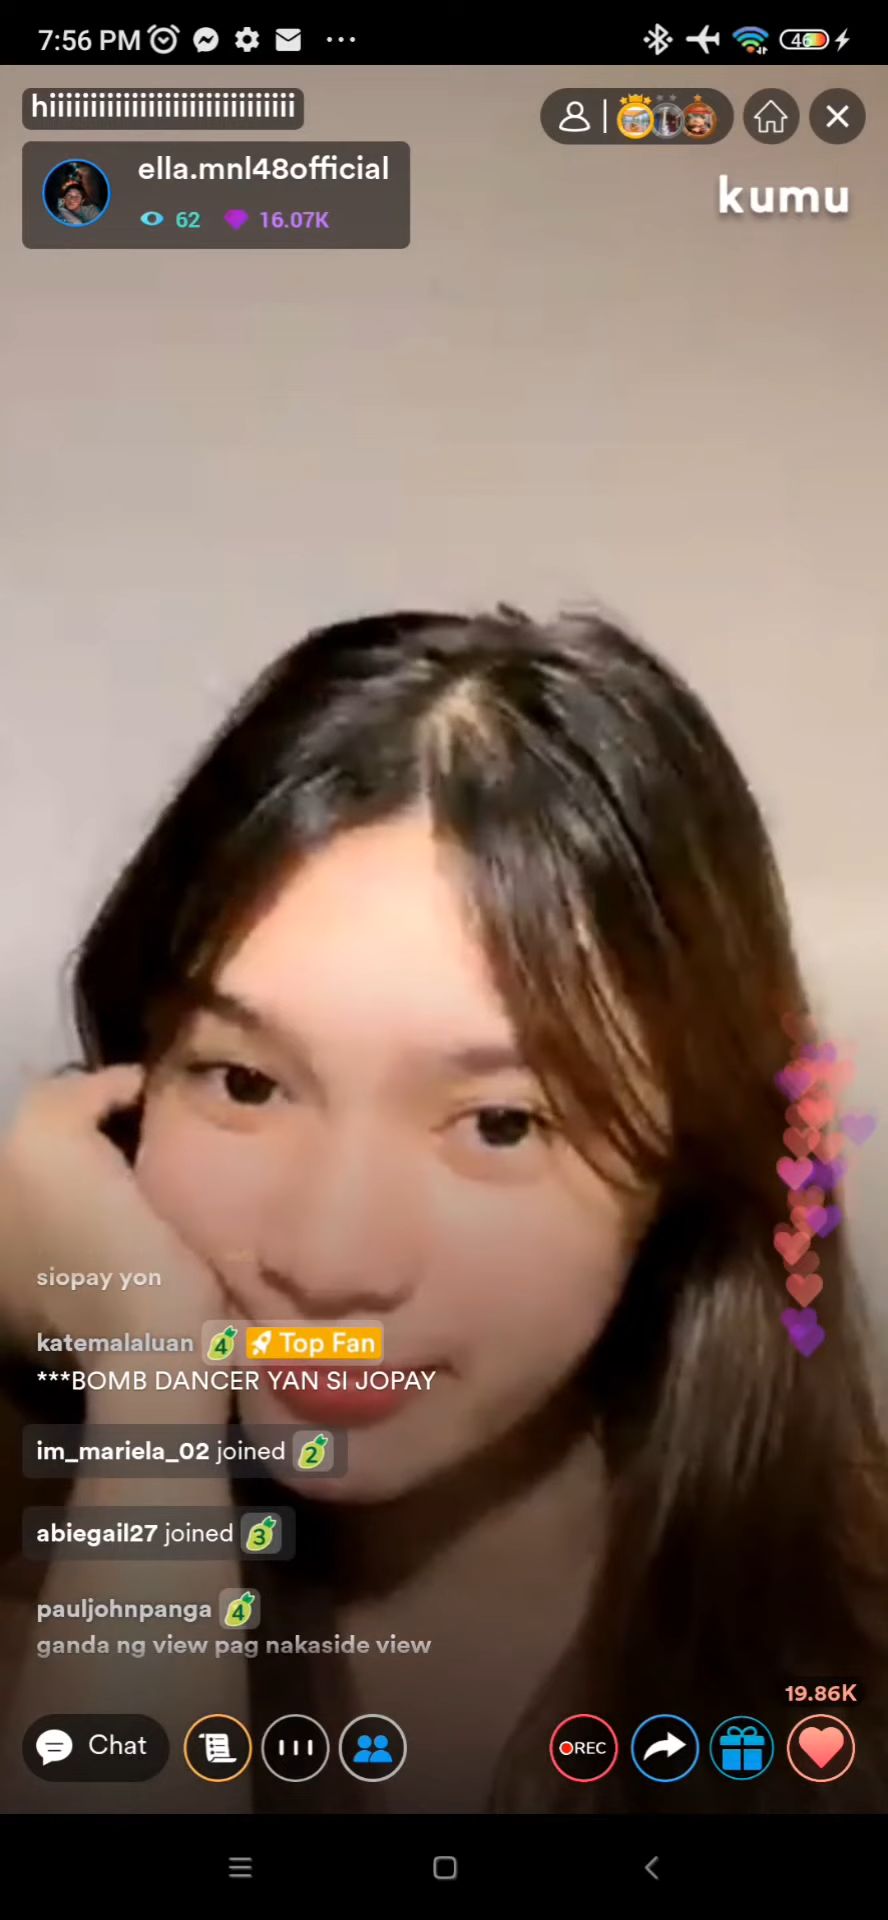 7:56 PM
46
hiiiiiiiiiiiiiiiiiiiiiiiiiiiiii
ella.mnl48official
62 16.07K
kumu
siopay yon
katemalaluan 4 Top Fan
***BOMB DANCER YAN SI JOPAY
im_mariela_02 joined 2
abiegail27 joined 3
pauljohnpanga 4
ganda ng view pag nakaside view
19.86K
Chat
REC